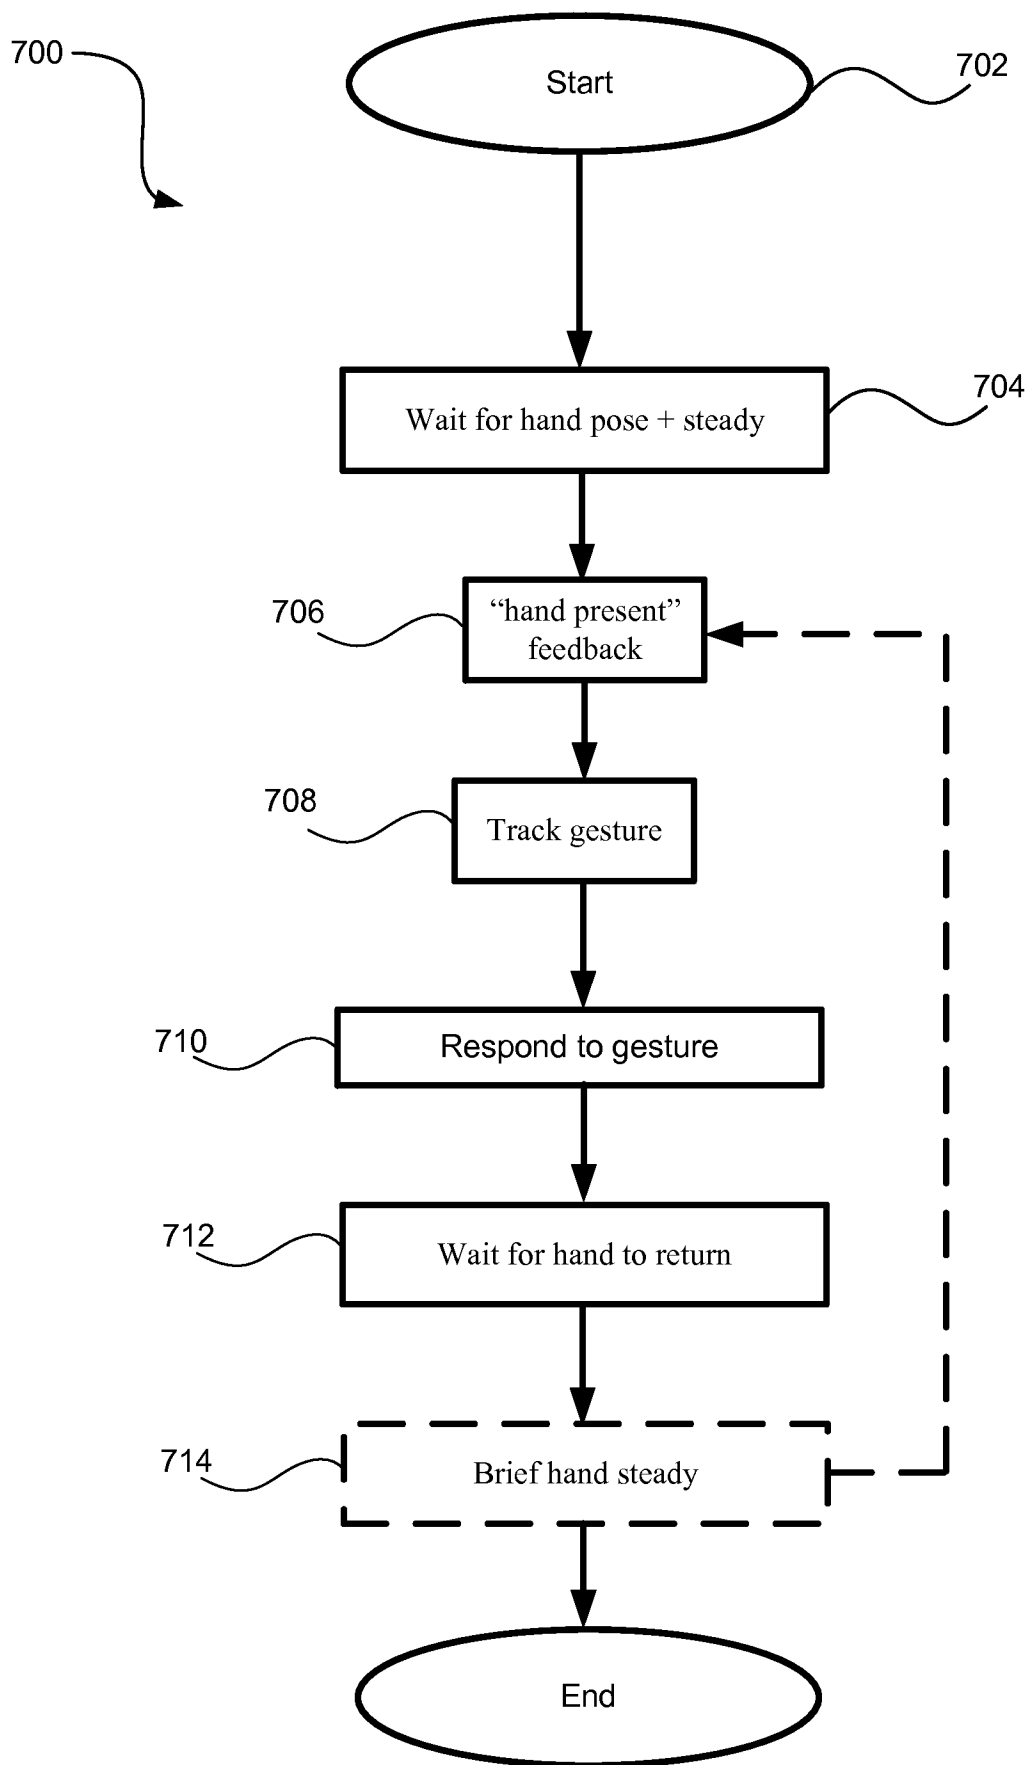 700
Start
702
Wait for hand pose + steady
704
706
“hand present”
feedback
708
Track gesture
710
Respond to gesture
712
Wait for hand to return
714
Brief hand steady
End